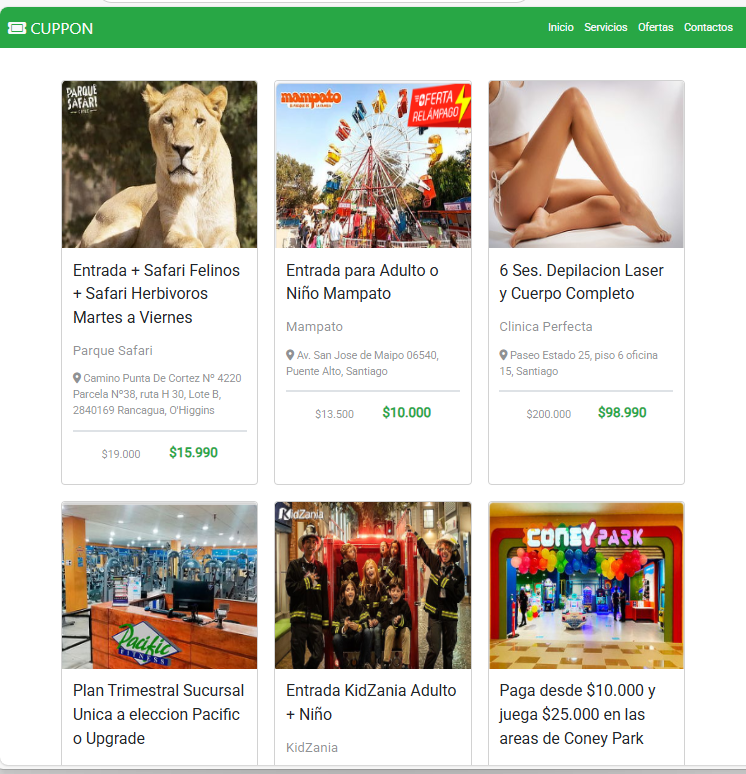 CUPPON
Inicio Servicios Ofertas Contactos
PARQUE
SAFARI
mampato
OFERTA
RELÁMPAGO
Entrada + Safari Felinos
+ Safari Herbivoros
Martes a Viernes
Parque Safari
Camino Punta De Cortez Nº 4220
Parcela Nº38, ruta H 30, Lote B,
2840169 Rancagua, O'Higgins
$19.000 $15.990
Entrada para Adulto o
Niño Mampato
Mampato
Av. San Jose de Maipo 06540,
Puente Alto, Santiago
$13.500 $10.000
6 Ses. Depilacion Laser
y Cuerpo Completo
Clinica Perfecta
Paseo Estado 25, piso 6 oficina
15, Santiago
$200.000 $98.990
Pacific
FITNESS
KidZania
CONEY PARK
Plan Trimestral Sucursal
Unica a eleccion Pacific
o Upgrade
Entrada KidZania Adulto
+ Niño
KidZania
Paga desde $10.000 y
juega $25.000 en las
areas de Coney Park